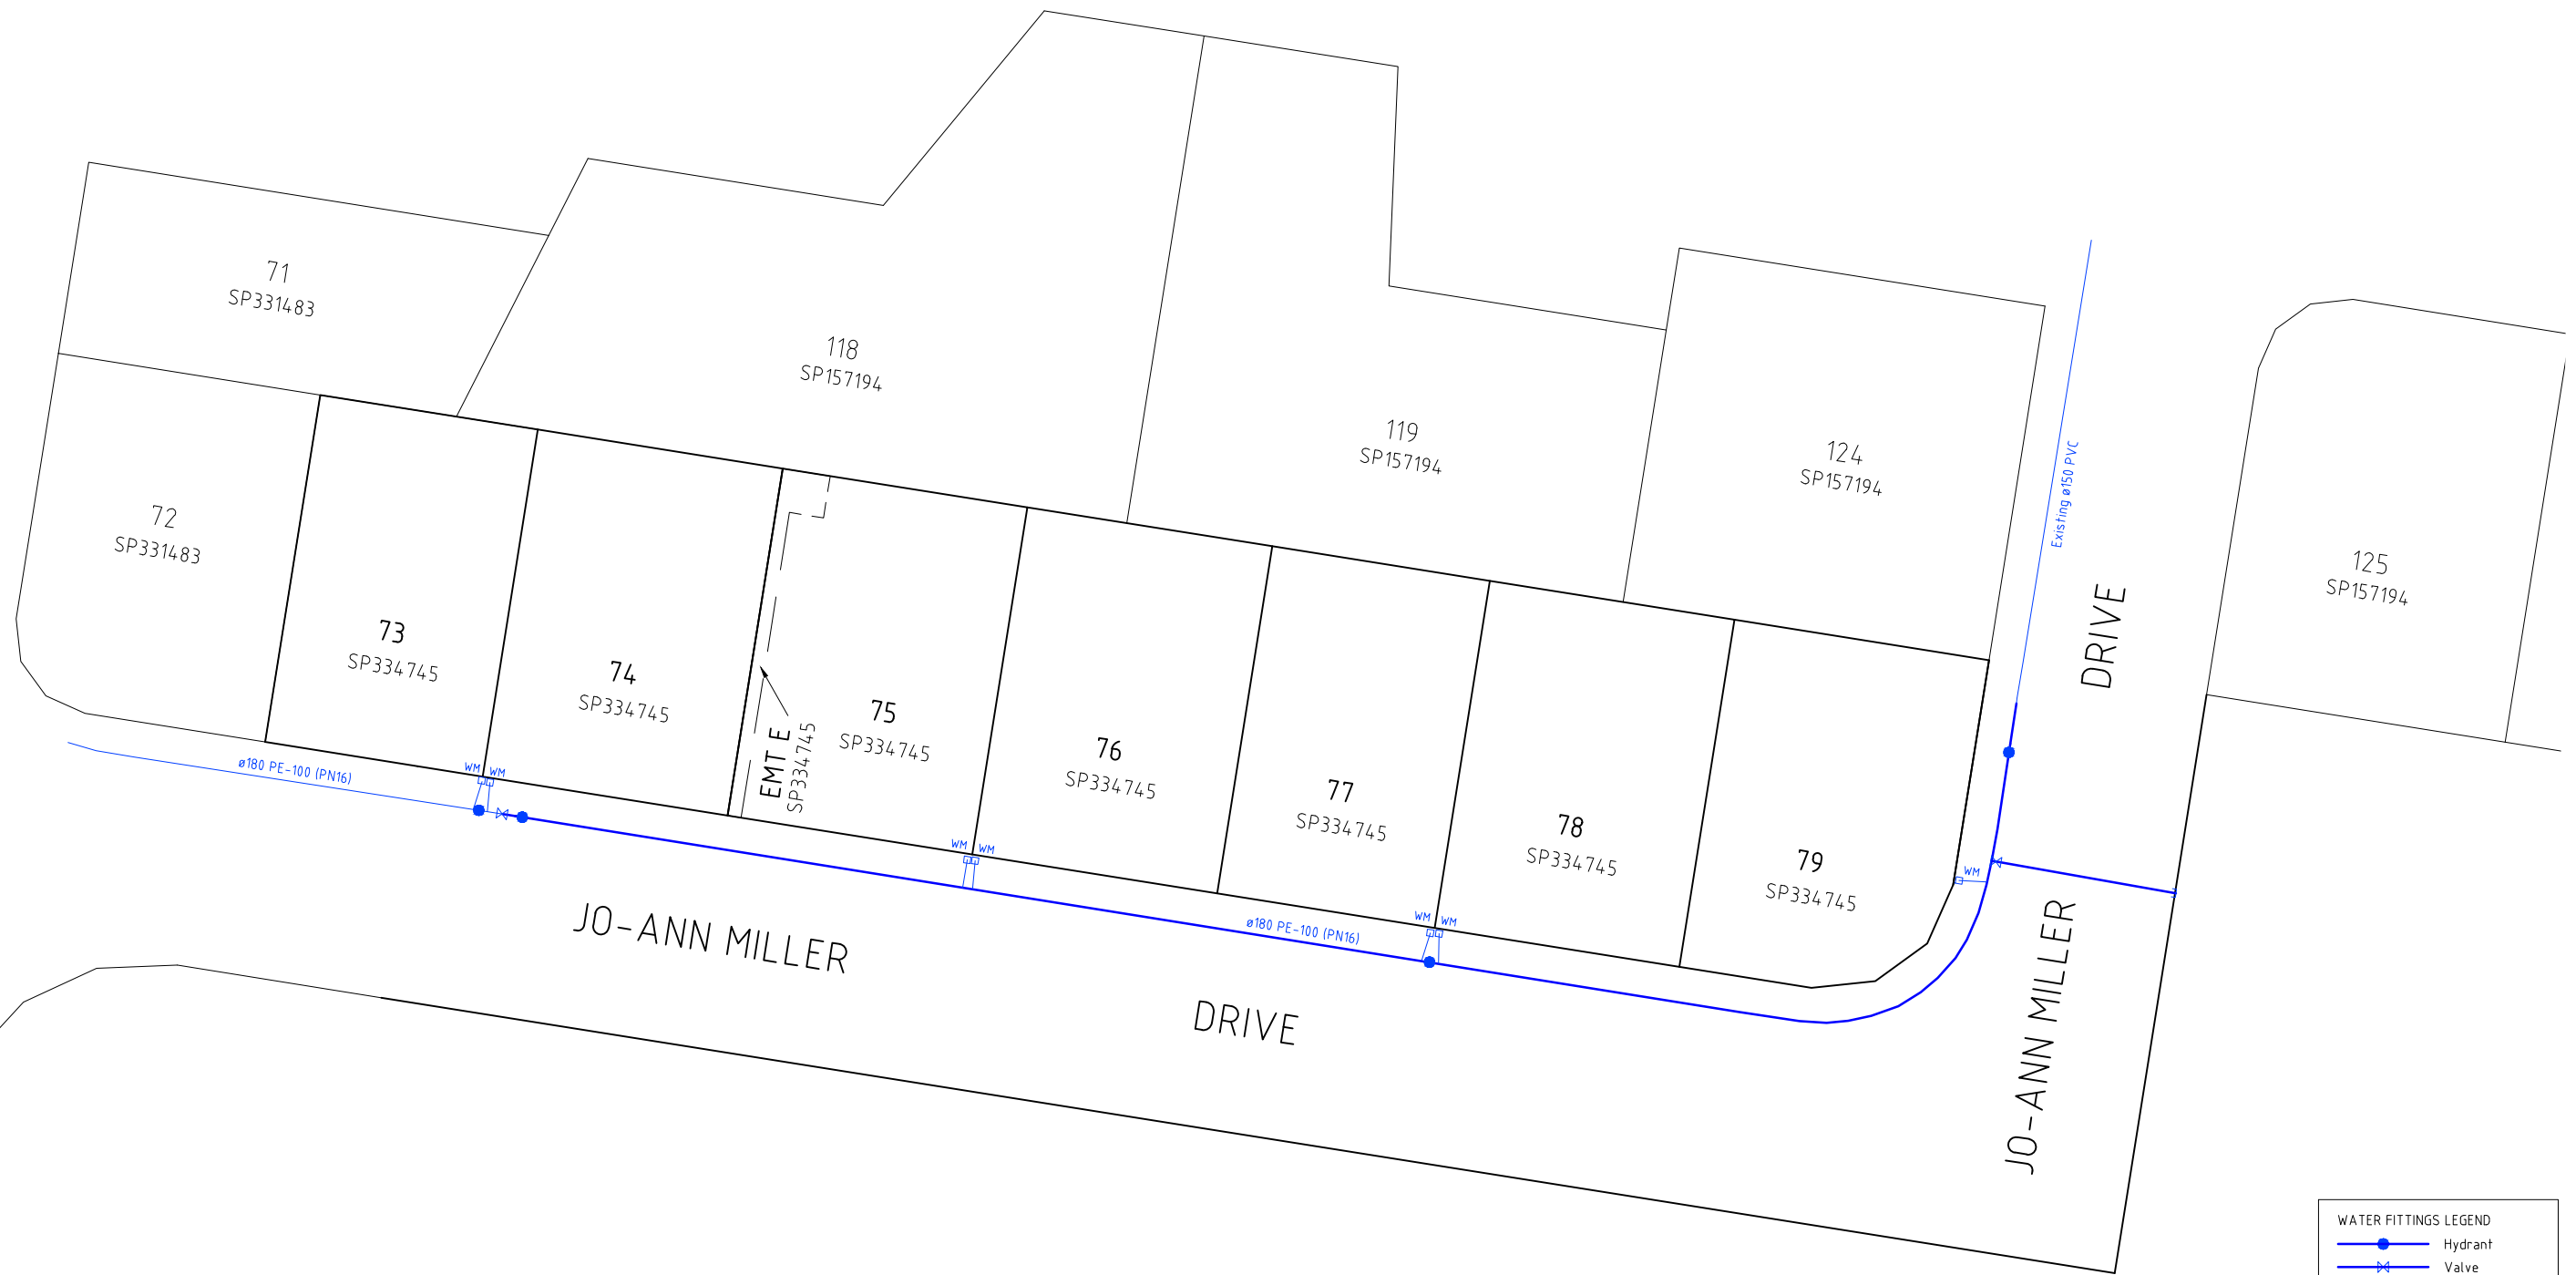 71
SP331483
118
SP157194
119
SP157194
124
SP157194
Existing ø150 PVC
125
SP157194
72
SP331483
73
SP334745
74
SP334745
75
SP334745
EMT E
SP334745
76
SP334745
77
SP334745
78
SP334745
79
SP334745
DRIVE
ø180 PE-100 (PN16)
WM WM
WM WM
WM WM
WM
ø180 PE-100 (PN16)
JO-ANN MILLER
DRIVE
JO-ANN MILLER
WATER FITTINGS LEGEND
Hydrant
Valve